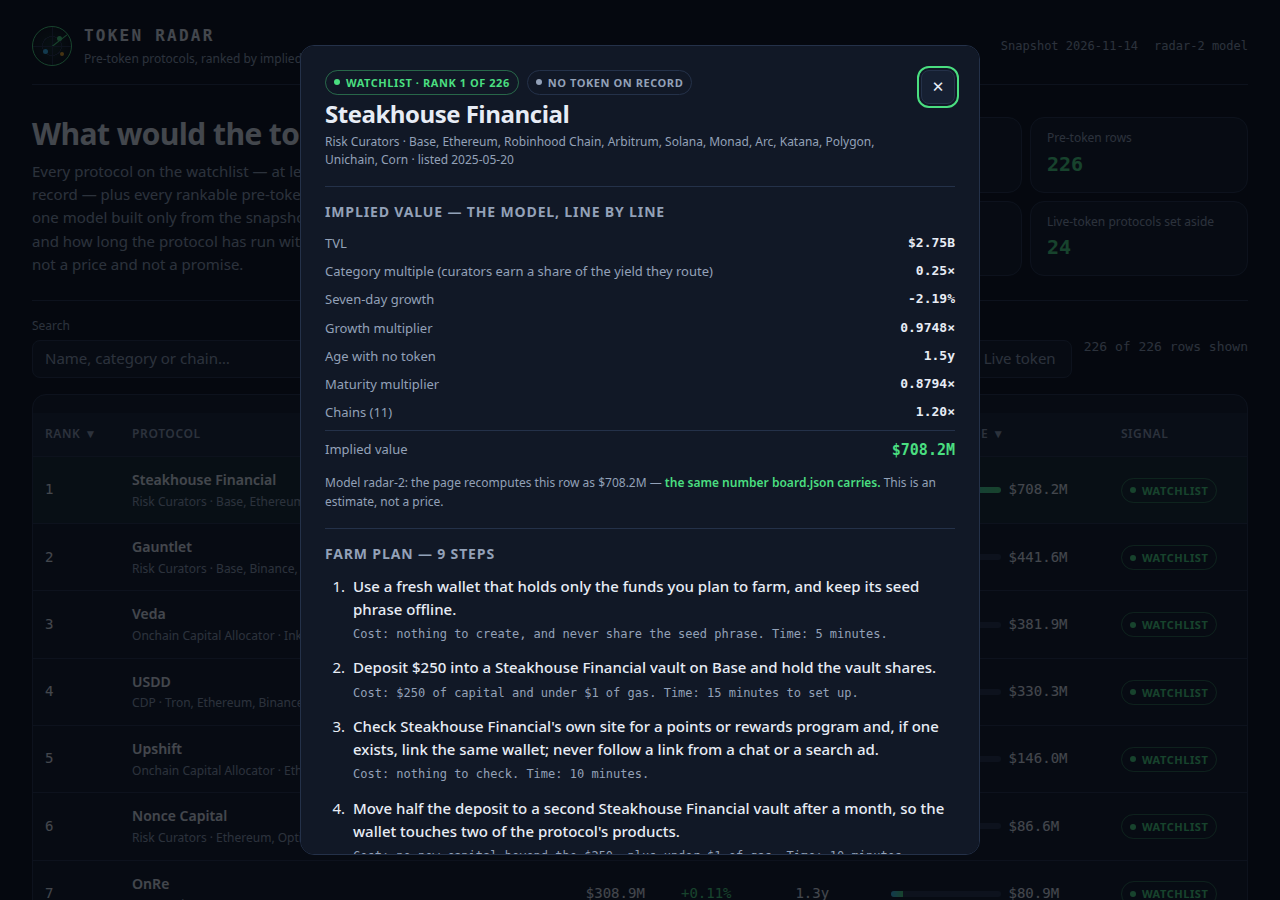 TOKEN RADAR
Pre-token protocols, ranked by implied
Snapshot 2026-11-14 radar-2 model
WATCHLIST · RANK 1 OF 226
NO TOKEN ON RECORD
✕
Steakhouse Financial
Risk Curators · Base, Ethereum, Robinhood Chain, Arbitrum, Solana, Monad, Arc, Katana, Polygon,
Unichain, Corn · listed 2025-05-20
IMPLIED VALUE — THE MODEL, LINE BY LINE
TVL $2.75B
Category multiple (curators earn a share of the yield they route) 0.25×
Seven-day growth -2.19%
Growth multiplier 0.9748×
Age with no token 1.5y
Maturity multiplier 0.8794×
Chains (11) 1.20×
Implied value $708.2M
Model radar-2: the page recomputes this row as $708.2M — the same number board.json carries. This is an
estimate, not a price.
FARM PLAN — 9 STEPS
1. Use a fresh wallet that holds only the funds you plan to farm, and keep its seed
phrase offline.
Cost: nothing to create, and never share the seed phrase. Time: 5 minutes.
2. Deposit $250 into a Steakhouse Financial vault on Base and hold the vault shares.
Cost: $250 of capital and under $1 of gas. Time: 15 minutes to set up.
3. Check Steakhouse Financial's own site for a points or rewards program and, if one
exists, link the same wallet; never follow a link from a chat or a search ad.
Cost: nothing to check. Time: 10 minutes.
4. Move half the deposit to a second Steakhouse Financial vault after a month, so the
wallet touches two of the protocol's products.
Cost: no new capital beyond the $250, plus under $1 of gas. Time: 10 minutes.
What would the to
Every protocol on the watchlist — at le
record — plus every rankable pre-toke
one model built only from the snapsho
and how long the protocol has run wit
not a price and not a promise.
Pre-token rows
226
Live-token protocols set aside
24
Search
Name, category or chain...
Live token
226 of 226 rows shown
RANK ▼ PROTOCOL E ▼ SIGNAL
1 Steakhouse Financial $708.2M WATCHLIST
Risk Curators · Base, Ethereum
2 Gauntlet $441.6M WATCHLIST
Risk Curators · Base, Binance,
3 Veda $381.9M WATCHLIST
Onchain Capital Allocator · Ink
4 USDD $330.3M WATCHLIST
CDP · Tron, Ethereum, Binance
5 Upshift $146.0M WATCHLIST
Onchain Capital Allocator · Eth
6 Nonce Capital $86.6M WATCHLIST
Risk Curators · Ethereum, Opt
7 OnRe $308.9M +0.11% 1.3y $80.9M WATCHLIST